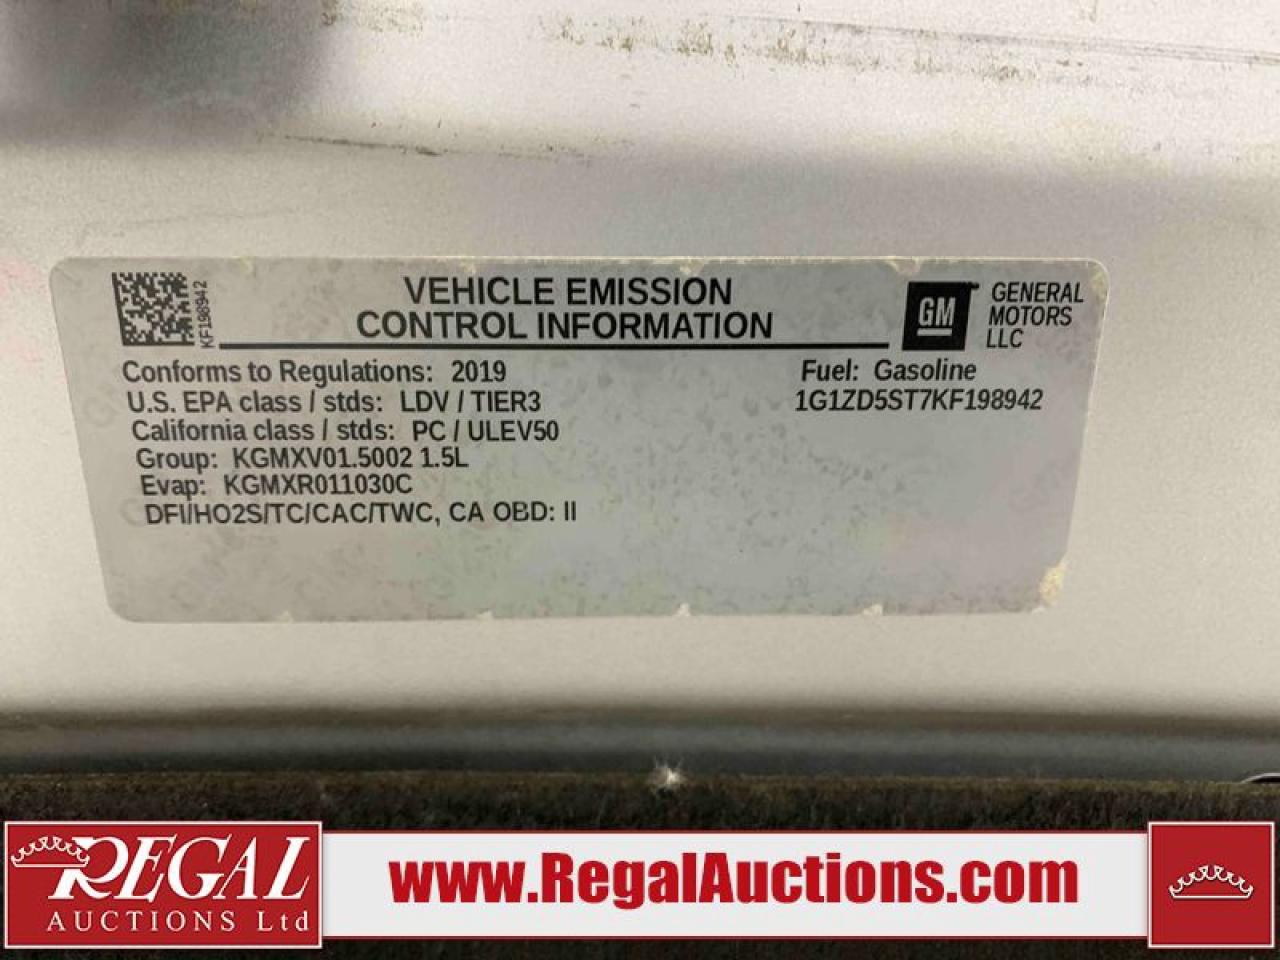 KF198942
VEHICLE EMISSION
CONTROL INFORMATION
GM
GENERAL
MOTORS
LLC
Conforms to Regulations: 2019
Fuel: Gasoline
U.S. EPA class / stds: LDV / TIER3
1G1ZD5ST7KF198942
California class / stds: PC / ULEV50
Group: KGMXV01.5002 1.5L
Evap: KGMXR011030C
DFI/HO2S/TC/CAC/TWC, CA OBD: II
REGAL
AUCTIONS Ltd
www.RegalAuctions.com